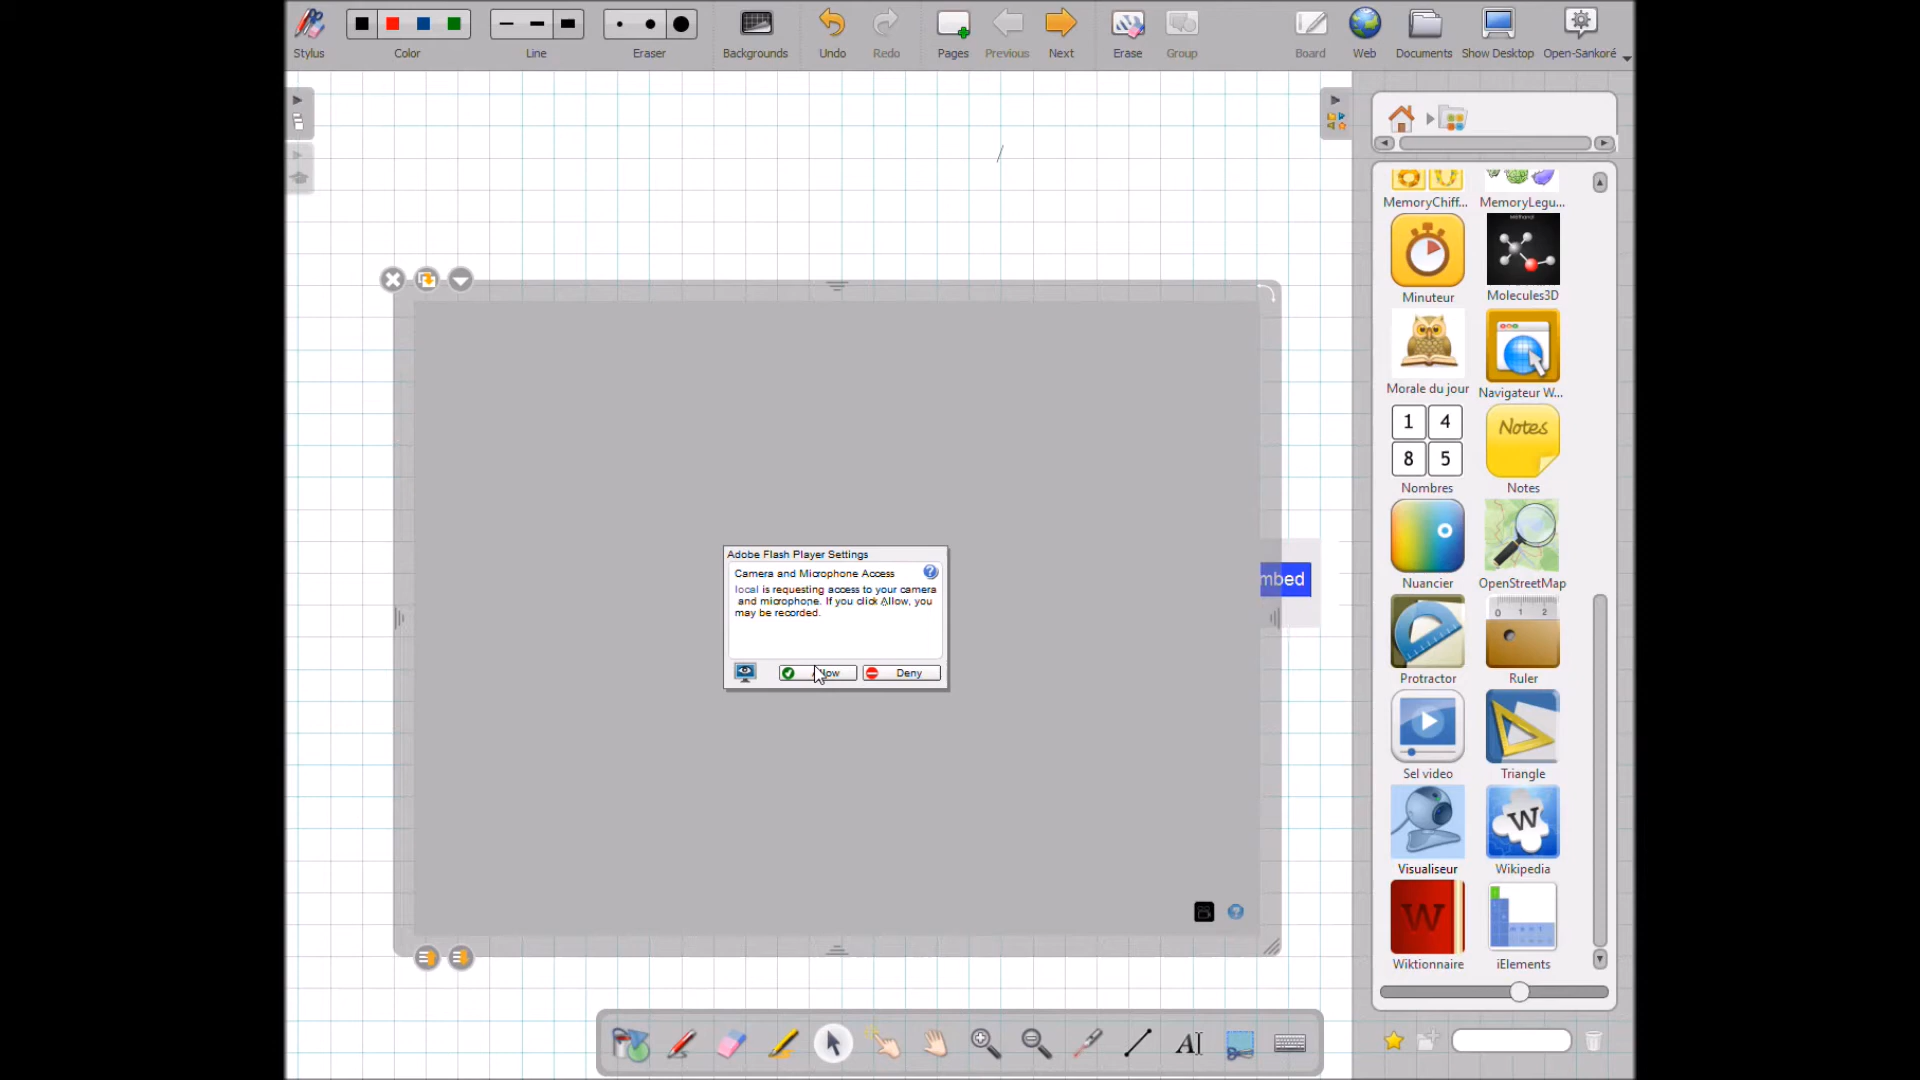 Stylus
Color
Line
Eraser
Backgrounds
Undo
Redo
Pages
Previous
Next
Erase
Group
Board
Web
Documents
Show Desktop
Open-Sankoré
MemoryChiff...
MemoryLegu...
Minuteur
Molecules3D
Morale du jour
Navigateur W...
1 4
8 5
Nombres
Notes
Notes
Nuancier
OpenStreetMap
0 1 2
Protractor
Ruler
Sel video
Triangle
Visualiseur
W
Wikipedia
W
Wiktionnaire
iElements
mbed
Adobe Flash Player Settings
Camera and Microphone Access
local is requesting access to your camera
and microphone. If you click Allow, you
may be recorded.
Deny